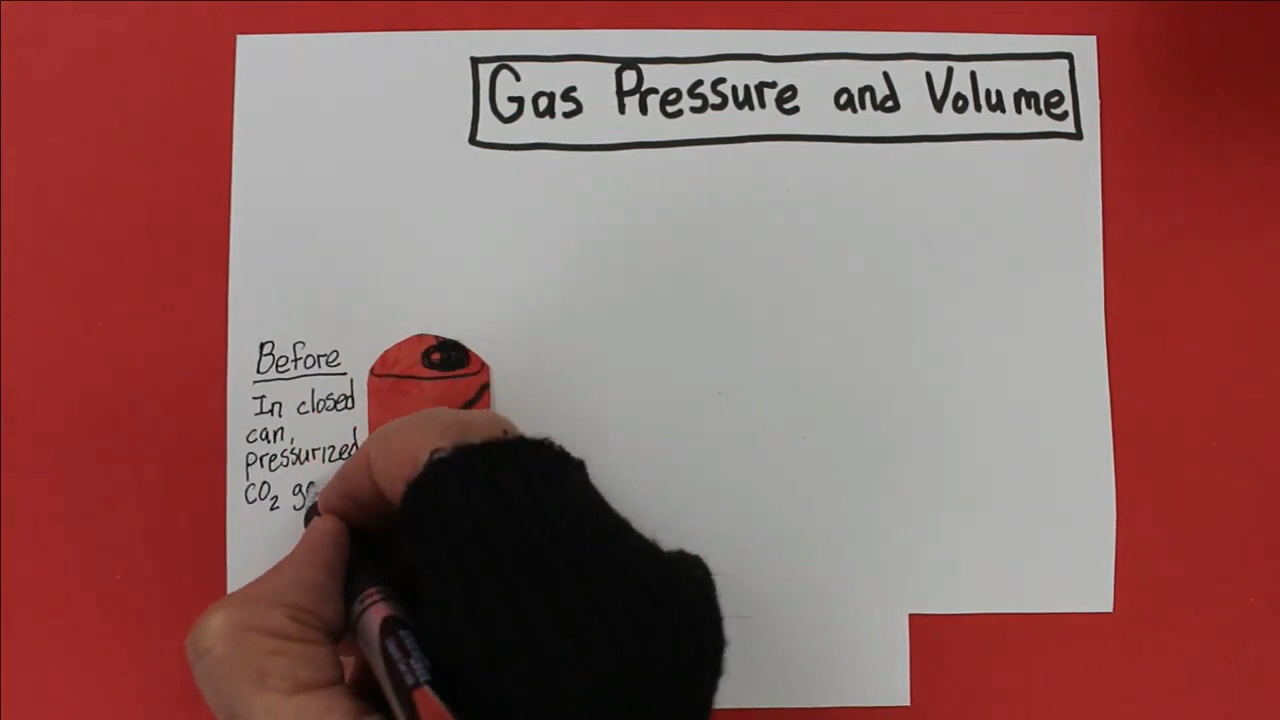 Gas Pressure and Volume
Before
In closed
can,
pressurized
CO₂